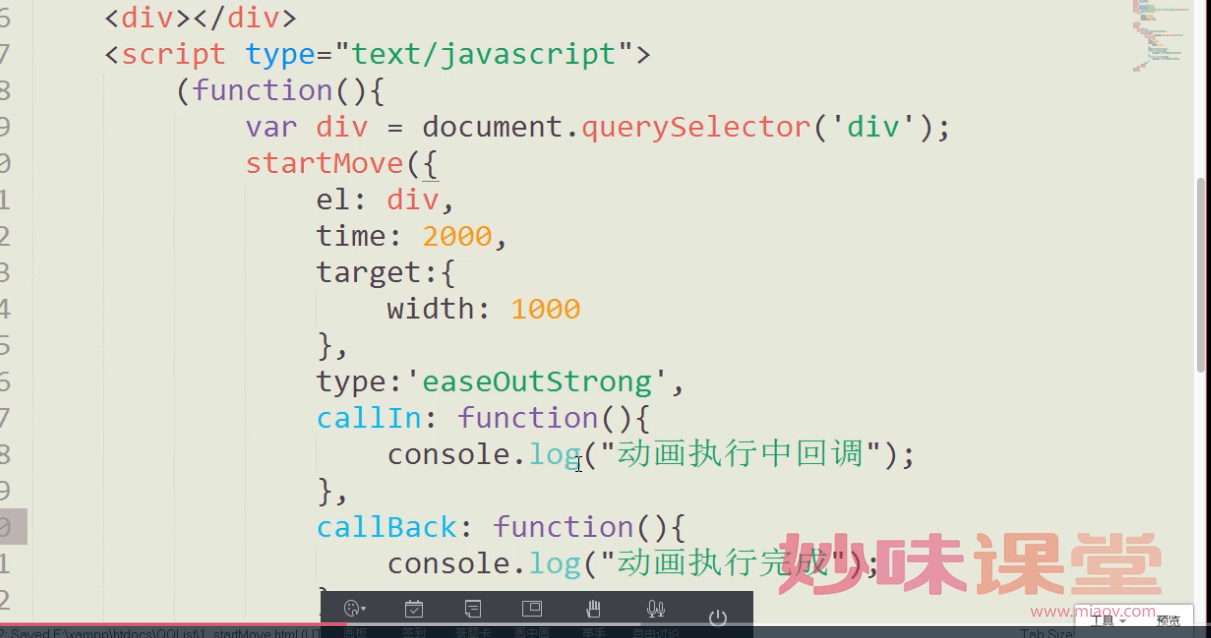 6 <div></div>
7 <script type="text/javascript">
8 (function(){
9 var div = document.querySelector('div');
0 startMove({
1 el: div,
2 time: 2000,
3 target:{
4 width: 1000
5 },
6 type:'easeOutStrong',
7 callIn: function(){
8 console.log("动画执行中回调");
9 },
0 callBack: function(){
1 console.log("动画执行完成");
2
妙味课堂
www.miaov.com
工具 预览
Saved F:\xampp\htdocs\QQList\1_startMove.html (UT
Tab Size